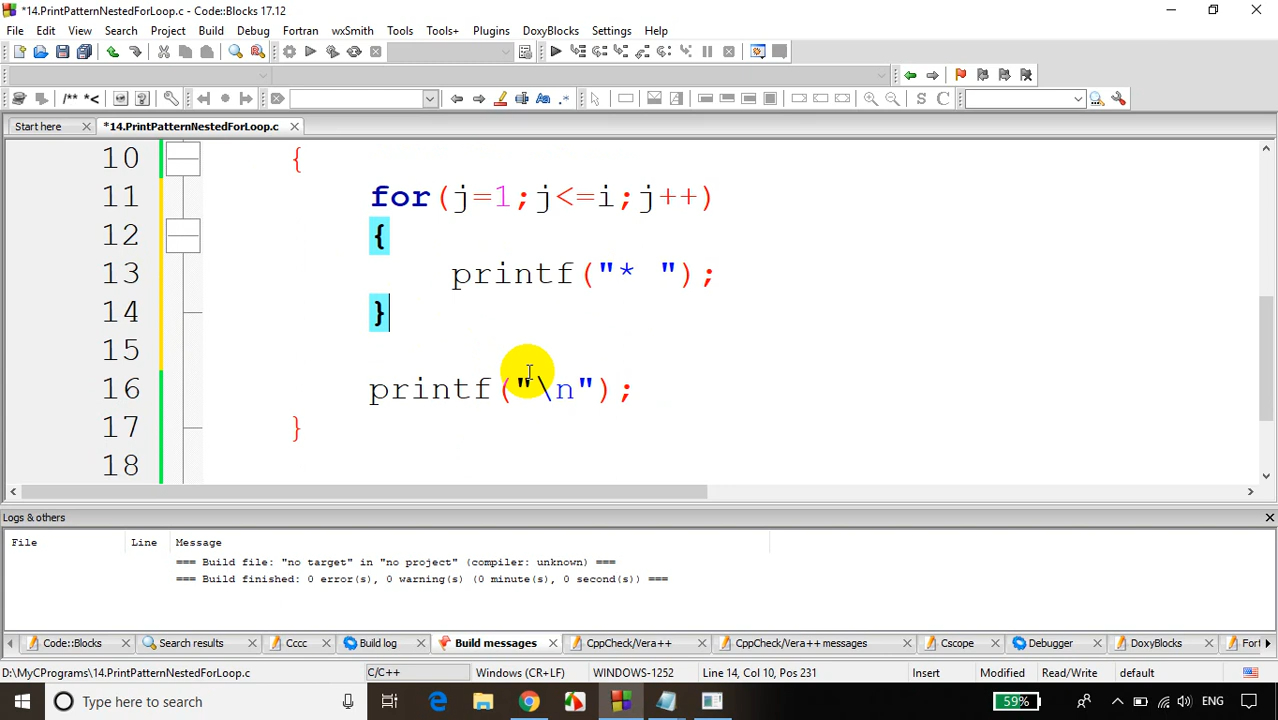 *14.PrintPatternNestedForLoop.c - Code::Blocks 17.12
File Edit View Search Project Build Debug Fortran wxSmith Tools Tools+ Plugins DoxyBlocks Settings Help
/** *<
S C
Start here *14.PrintPatternNestedForLoop.c
10 {
11 for(j=1;j<=i;j++)
12 {
13 printf("* ");
14 }
15
16 printf("\n");
17 }
18
Logs & others
File Line Message
=== Build file: "no target" in "no project" (compiler: unknown) ===
=== Build finished: 0 error(s), 0 warning(s) (0 minute(s), 0 second(s)) ===
Code::Blocks Search results Cccc Build log Build messages CppCheck/Vera++ CppCheck/Vera++ messages Cscope Debugger DoxyBlocks Fort
D:\MyCPrograms\14.PrintPatternNestedForLoop.c C/C++ Windows (CR+LF) WINDOWS-1252 Line 14, Col 10, Pos 231 Insert Modified Read/Write default
Type here to search 59% ENG